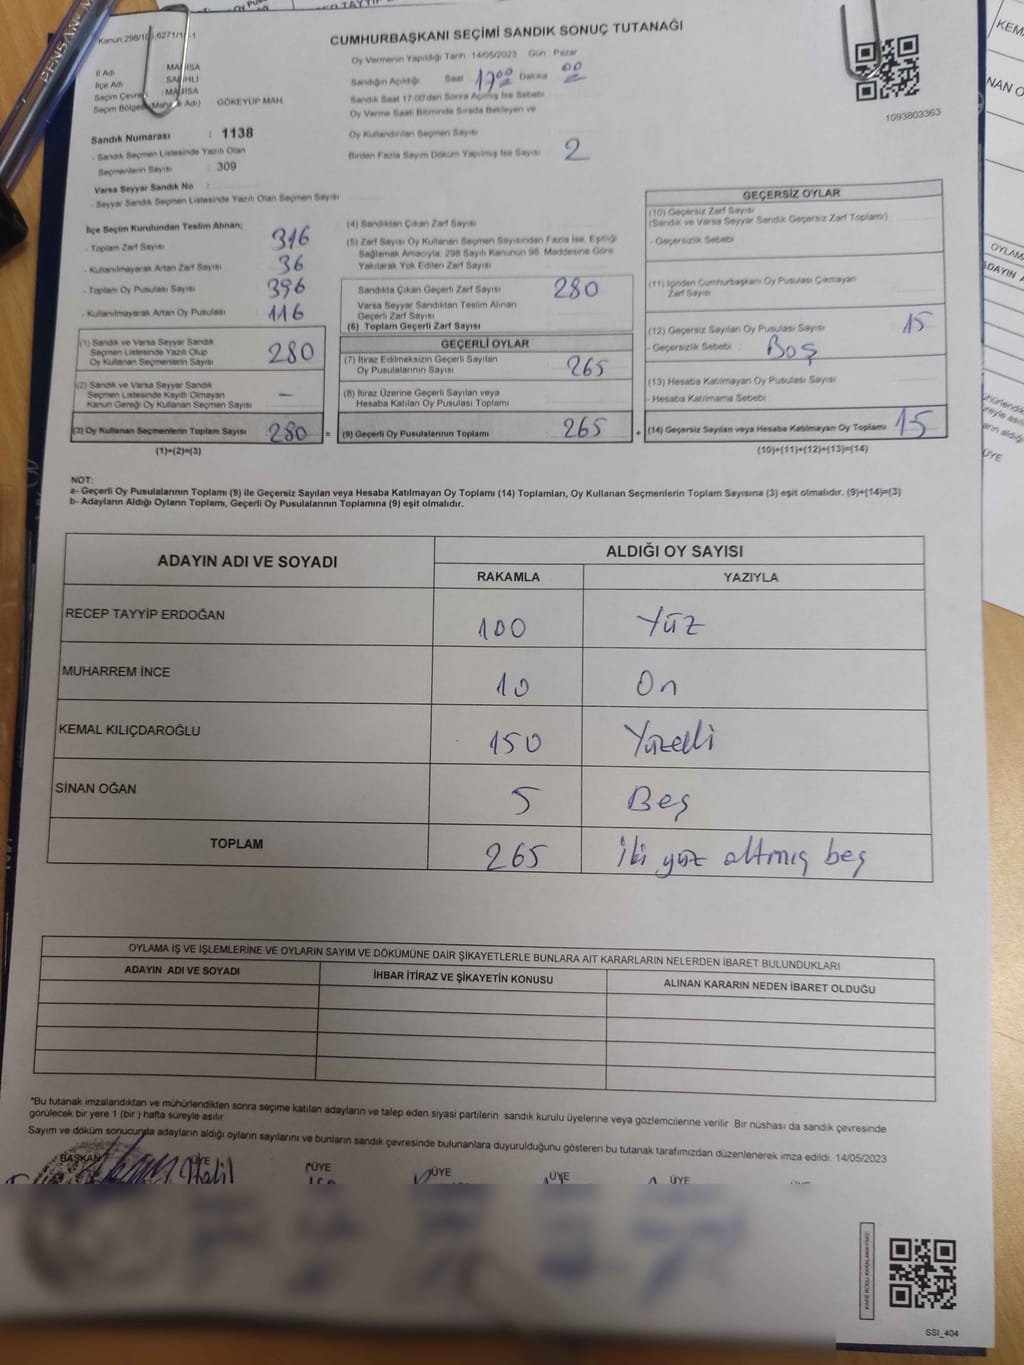 CUMHURBAŞKANI SEÇİMİ SANDIK SONUÇ TUTANAĞI
İl Adı
İlçe Adı
Seçim Çevresi
Seçim Bölgesi
GÖKEYÜP MAH.
Sandık Numarası : 1138
- Sandık Seçmen Listesinde Yazılı Olan
Seçmenlerin Sayısı : 309
Varsa Seyyar Sandık No :
- Seyyar Sandık Seçmen Listesinde Yazılı Olan Seçmen Sayısı
Oy Vermenin Yapıldığı Tarih :14/05/2023 Gün Pazar
Sandığın Açıldığı Saat 17⁰⁰ Dakika 00
Sandık Saat 17:00'den Sonra Açılmış İse Sebebi
Oy Verme Saati Bitiminde Sırada Bekleyen ve
Oy Kullandırılan Seçmen Sayısı
Birden Fazla Sayım Döküm Yapılmış İse Sayısı 2
1093803363
İlçe Seçim Kurulundan Teslim Alınan;
- Toplam Zarf Sayısı 316
- Kullanılmayarak Artan Zarf Sayısı 36
- Toplam Oy Pusulası Sayısı 396
- Kullanılmayarak Artan Oy Pusulası 116
(1) Sandık ve Varsa Seyyar Sandık
Seçmen Listesinde Yazılı Olup
Oy Kullanan Seçmenlerin Sayısı 280
(2) Sandık ve Varsa Seyyar Sandık
Seçmen Listesinde Kayıtlı Olmayan
Kanun Gereği Oy Kullanan Seçmen Sayısı -
(3) Oy Kullanan Seçmenlerin Toplam Sayısı 280 =
(1)+(2)=(3)
(4) Sandıktan Çıkan Zarf Sayısı
(5) Zarf Sayısı Oy Kullanan Seçmen Sayısından Fazla İse, Eşitliği
Sağlamak Amacıyla, 298 Sayılı Kanunun 98. Maddesine Göre
Yakılarak Yok Edilen Zarf Sayısı
Sandıkta Çıkan Geçerli Zarf Sayısı 280
Varsa Seyyar Sandıktan Teslim Alınan
Geçerli Zarf Sayısı
(6) Toplam Geçerli Zarf Sayısı
GEÇERLİ OYLAR
(7) İtiraz Edilmeksizin Geçerli Sayılan
Oy Pusulalarının Sayısı 265
(8) İtiraz Üzerine Geçerli Sayılan veya
Hesaba Katılan Oy Pusulası Toplamı
(9) Geçerli Oy Pusulalarının Toplamı 265 +
GEÇERSİZ OYLAR
(10) Geçersiz Zarf Sayısı
(Sandık ve Varsa Seyyar Sandık Geçersiz Zarf Toplamı)
- Geçersizlik Sebebi
(11) İçinden Cumhurbaşkanı Oy Pusulası Çıkmayan
Zarf Sayısı
(12) Geçersiz Sayılan Oy Pusulası Sayısı 15
- Geçersizlik Sebebi : Boş
(13) Hesaba Katılmayan Oy Pusulası Sayısı
- Hesaba Katılmama Sebebi
(14) Geçersiz Sayılan veya Hesaba Katılmayan Oy Toplamı 15
(10)+(11)+(12)+(13)=(14)
NOT:
a- Geçerli Oy Pusulalarının Toplamı (9) ile Geçersiz Sayılan veya Hesaba Katılmayan Oy Toplamı (14) Toplamları, Oy Kullanan Seçmenlerin Toplam Sayısına (3) eşit olmalıdır. (9)+(14)=(3)
b- Adayların Aldığı Oyların Toplamı, Geçerli Oy Pusulalarının Toplamına (9) eşit olmalıdır.
ADAYIN ADI VE SOYADI
ALDIĞI OY SAYISI
RAKAMLA YAZIYLA
RECEP TAYYİP ERDOĞAN 100 Yüz
MUHARREM İNCE 10 On
KEMAL KILIÇDAROĞLU 150 Yüzelli
SİNAN OĞAN 5 Beş
TOPLAM 265 İki yüz altmış beş
OYLAMA İŞ VE İŞLEMLERİNE VE OYLARIN SAYIM VE DÖKÜMÜNE DAİR ŞİKAYETLERLE BUNLARA AİT KARARLARIN NELERDEN İBARET BULUNDUKLARI
ADAYIN ADI VE SOYADI İHBAR İTİRAZ VE ŞİKAYETİN KONUSU ALINAN KARARIN NEDEN İBARET OLDUĞU
*Bu tutanak imzalandıktan ve mühürlendikten sonra seçime katılan adayların ve talep eden siyasi partilerin sandık kurulu üyelerine veya gözlemcilerine verilir Bir nüshası da sandık çevresinde
görülecek bir yere 1 (bir ) hafta süreyle asılır.
Sayım ve döküm sonucunda adayların aldığı oyların sayılarını ve bunların sandık çevresinde bulunanlara duyurulduğunu gösteren bu tutanak tarafımızdan düzenlenerek imza edildi. 14/05/2023
BAŞKAN ÜYE ÜYE ÜYE ÜYE ÜYE
Halil
SSI_404